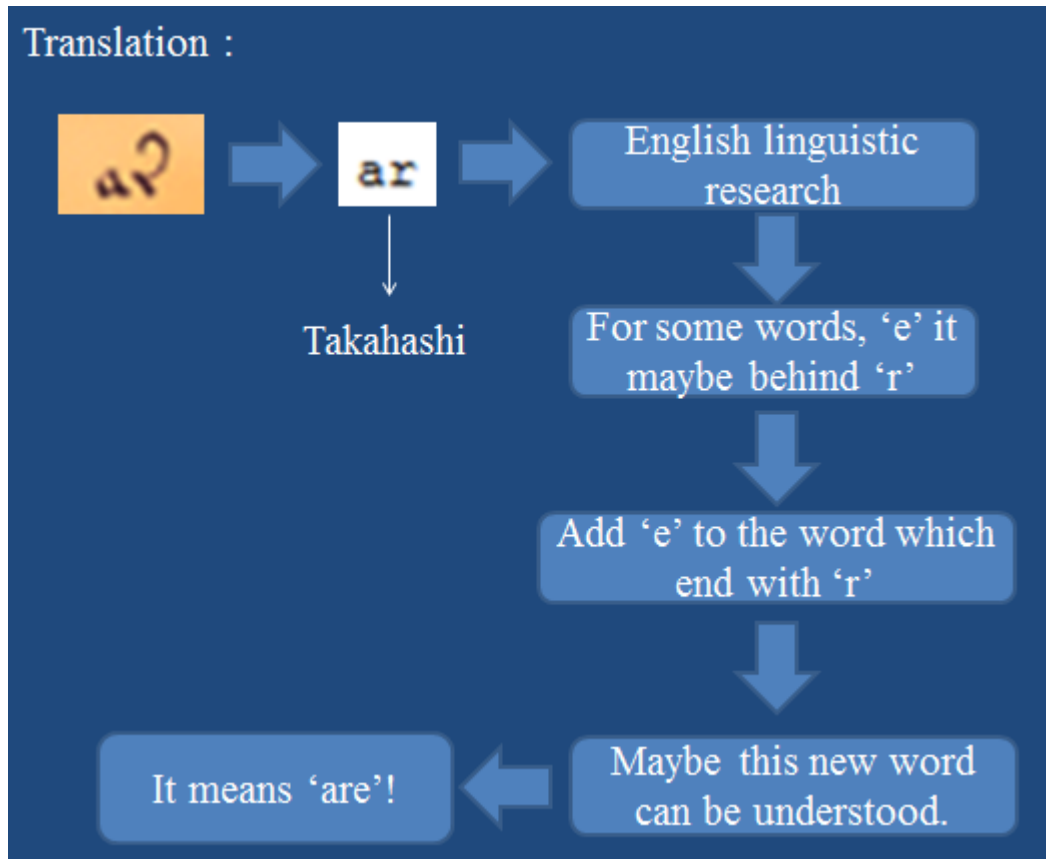 Translation :
ar
Takahashi
English linguistic
research
For some words, ‘e’ it
maybe behind ‘r’
Add ‘e’ to the word which
end with ‘r’
Maybe this new word
can be understood.
It means ‘are’!